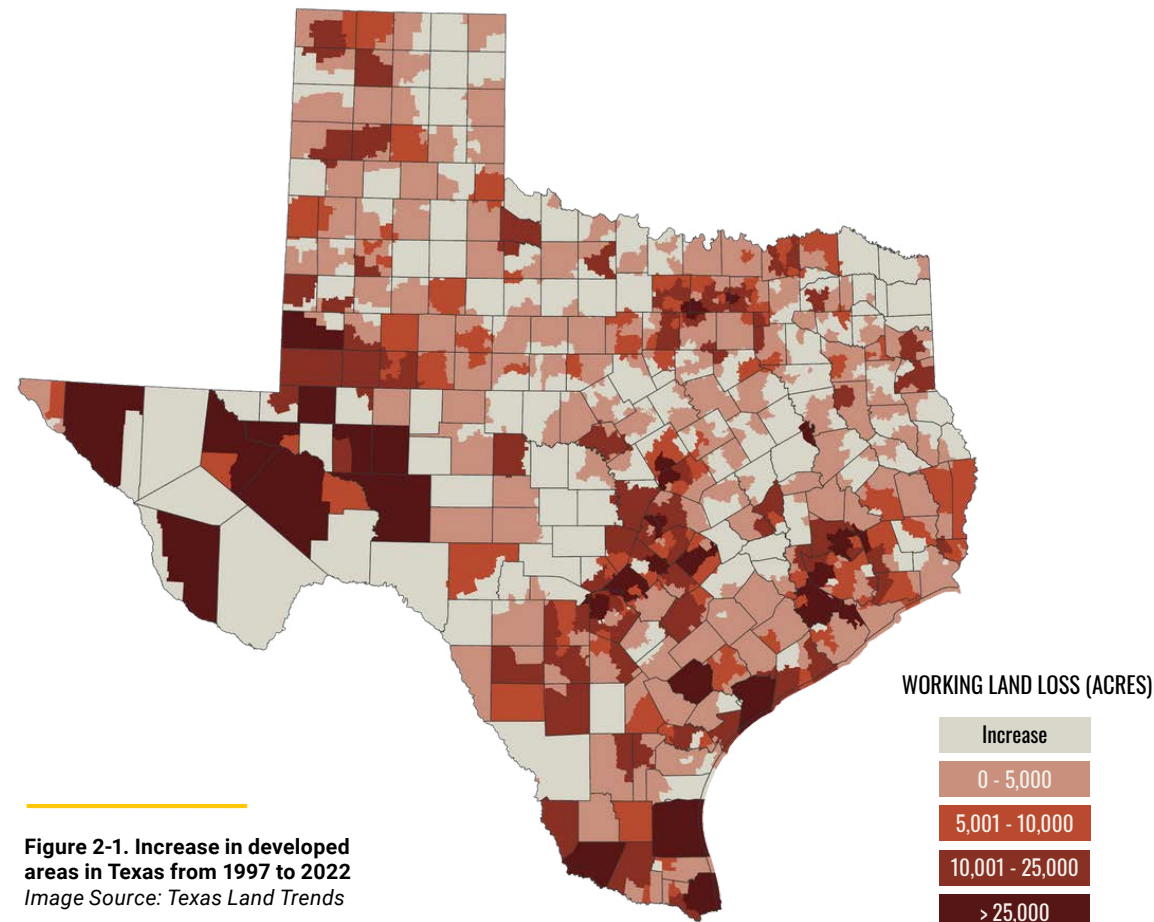 WORKING LAND LOSS (ACRES)
Increase
0 - 5,000
5,001 - 10,000
10,001 - 25,000
> 25,000
Figure 2-1. Increase in developed
areas in Texas from 1997 to 2022
Image Source: Texas Land Trends